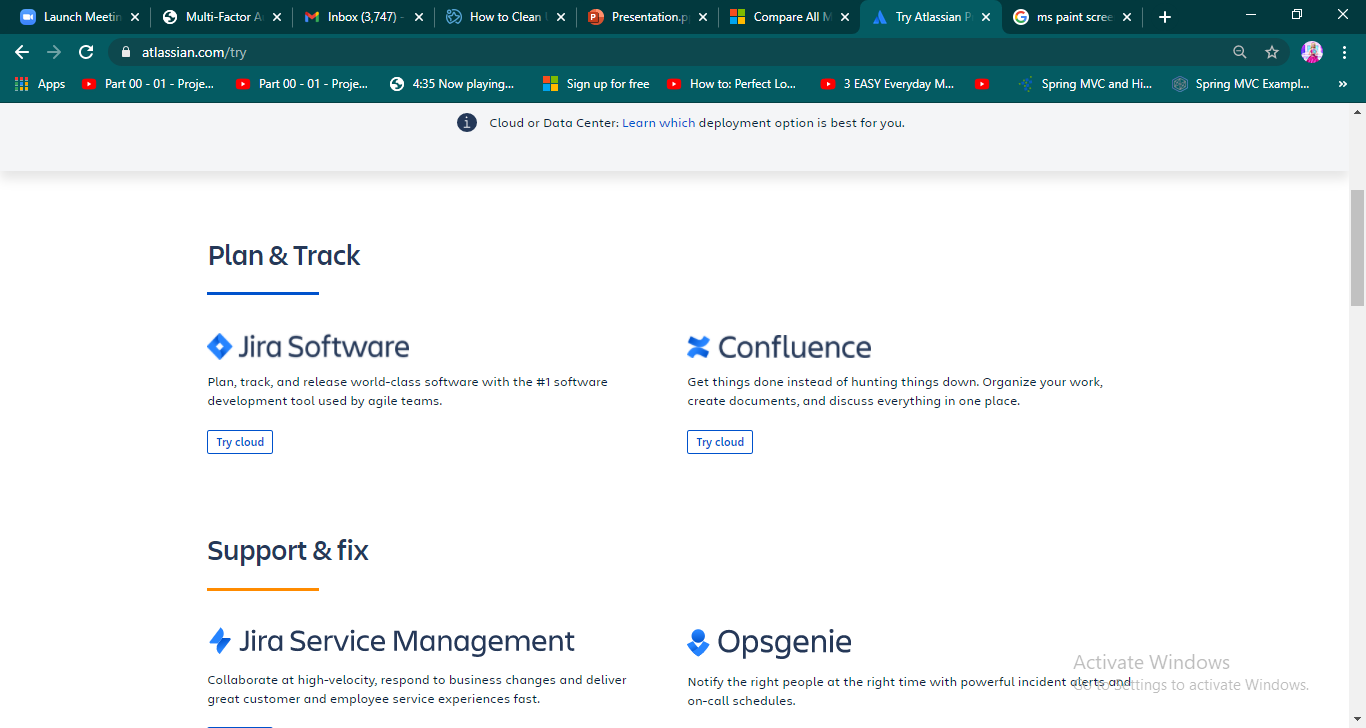 Launch Meetin
Multi-Factor A
Inbox (3,747) -
How to Clean
Presentation.p
Compare All M
Try Atlassian P
ms paint scree
atlassian.com/try
Apps
Part 00 - 01 - Proje...
Part 00 - 01 - Proje...
4:35 Now playing...
Sign up for free
How to: Perfect Lo...
3 EASY Everyday M...
Spring MVC and Hi...
Spring MVC Exampl...
»
Cloud or Data Center: Learn which deployment option is best for you.
Plan & Track
Jira Software
Plan, track, and release world-class software with the #1 software
development tool used by agile teams.
Try cloud
Confluence
Get things done instead of hunting things down. Organize your work,
create documents, and discuss everything in one place.
Try cloud
Support & fix
Jira Service Management
Collaborate at high-velocity, respond to business changes and deliver
great customer and employee service experiences fast.
Opsgenie
Notify the right people at the right time with powerful incident alerts and
on-call schedules.
Activate Windows
Go to Settings to activate Windows.